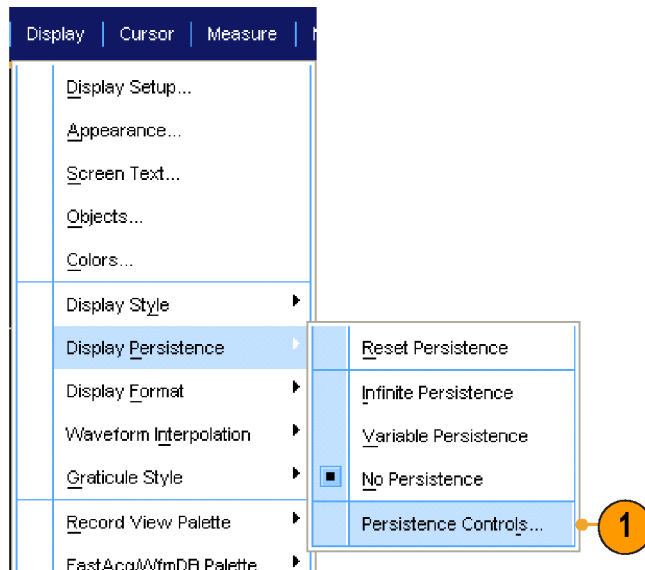 Display | Cursor | Measure |
Display Setup...
Appearance...
Screen Text...
Objects...
Colors...
Display Style
Display Persistence
Reset Persistence
Display Format
Infinite Persistence
Waveform Interpolation
Variable Persistence
Graticule Style
No Persistence
Record View Palette
Persistence Controls...
1
FastAcq/WfmDB Palette